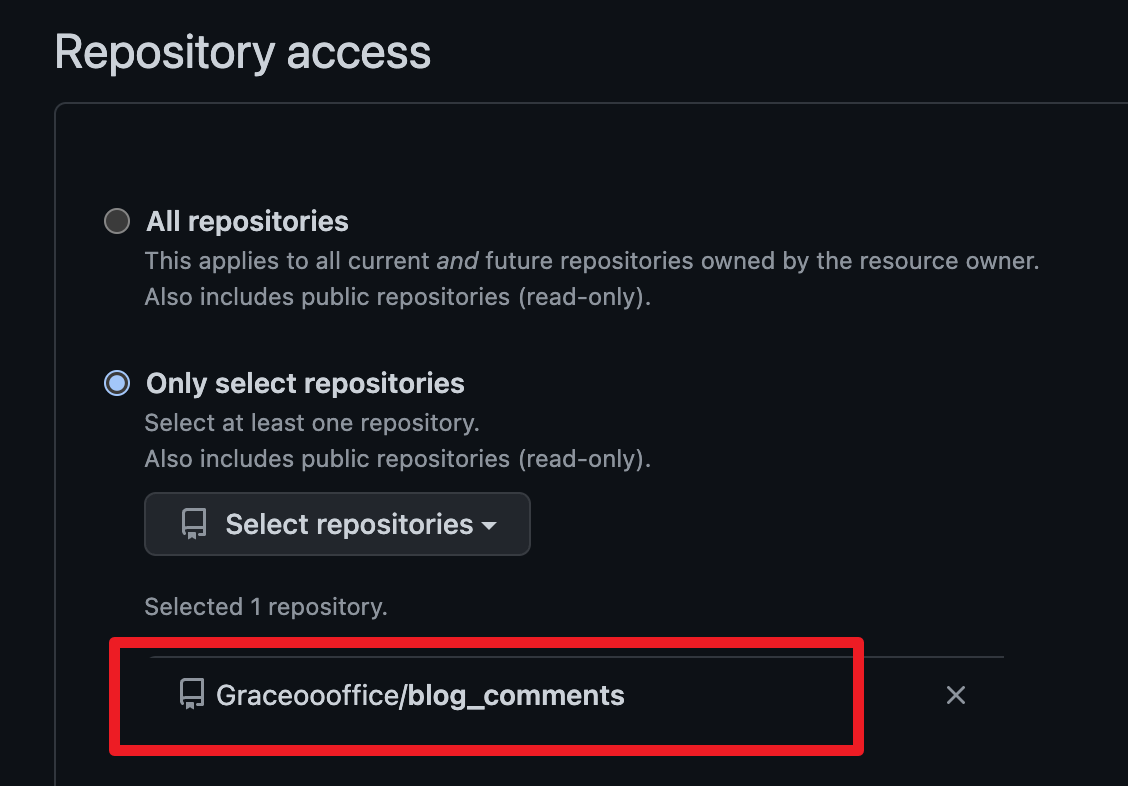 Repository access
All repositories
This applies to all current and future repositories owned by the resource owner.
Also includes public repositories (read-only).
Only select repositories
Select at least one repository.
Also includes public repositories (read-only).
Select repositories
Selected 1 repository.
Graceoooffice/blog_comments